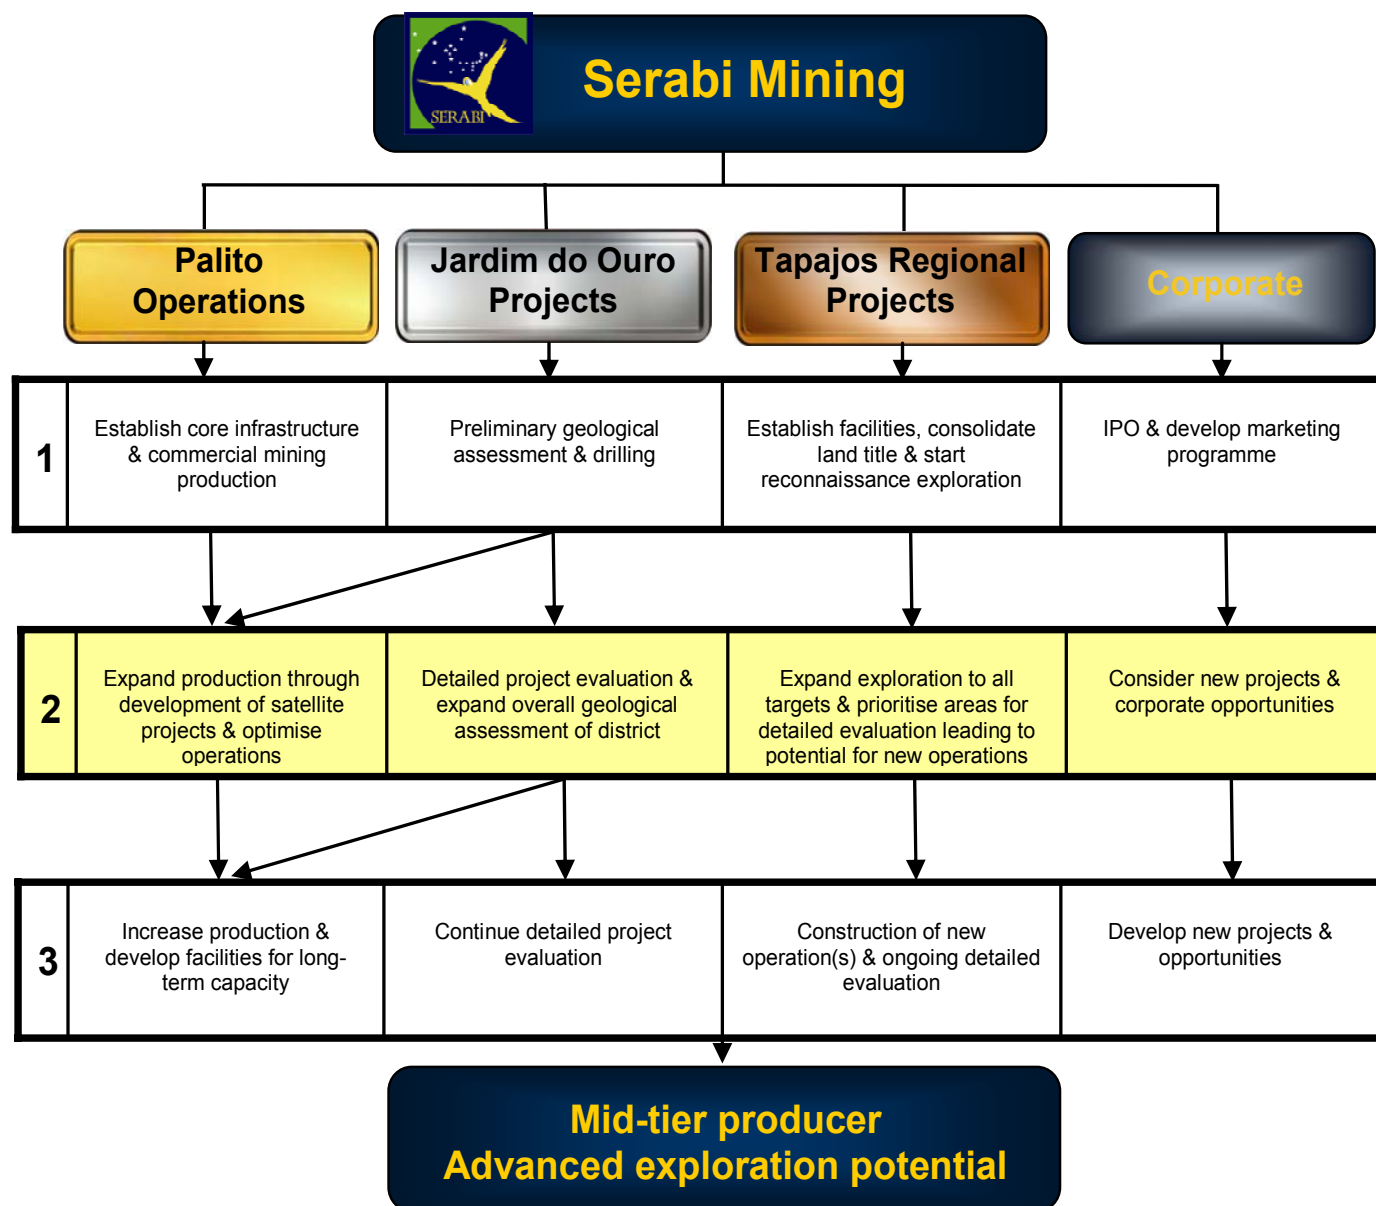 SERABI
Serabi Mining
Palito
Operations
Jardim do Ouro
Projects
Tapajos Regional
Projects
Corporate
1
Establish core infrastructure
& commercial mining
production
Preliminary geological
assessment & drilling
Establish facilities, consolidate
land title & start
reconnaissance exploration
IPO & develop marketing
programme
2
Expand production through
development of satellite
projects & optimise
operations
Detailed project evaluation &
expand overall geological
assessment of district
Expand exploration to all
targets & prioritise areas for
detailed evaluation leading to
potential for new operations
Consider new projects &
corporate opportunities
3
Increase production &
develop facilities for long-
term capacity
Continue detailed project
evaluation
Construction of new
operation(s) & ongoing detailed
evaluation
Develop new projects &
opportunities
Mid-tier producer
Advanced exploration potential